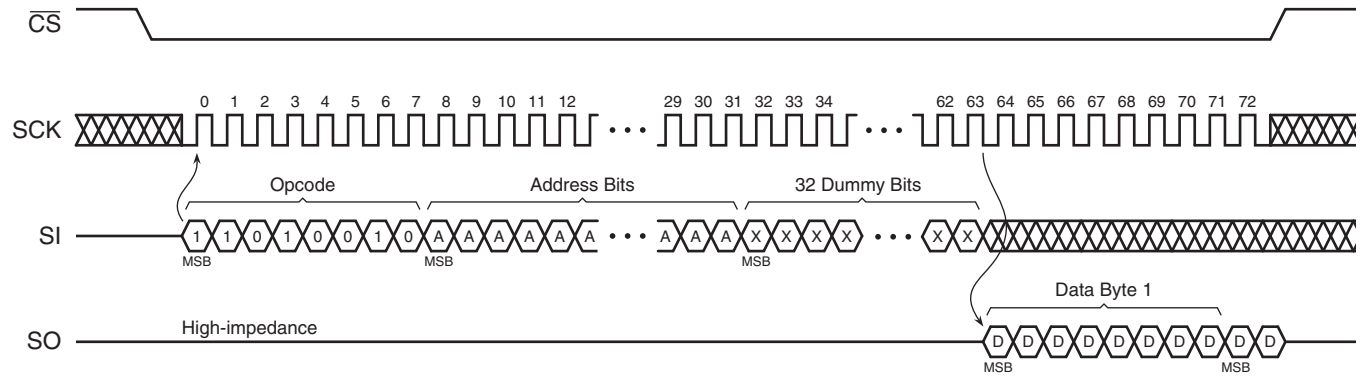 CS
0 1 2 3 4 5 6 7 8 9 10 11 12 29 30 31 32 33 34 62 63 64 65 66 67 68 69 70 71 72
SCK
Opcode Address Bits 32 Dummy Bits
SI 1 1 0 1 0 0 1 0 A A A A A A A A A X X X X X X
MSB MSB MSB
Data Byte 1
High-impedance
SO D D D D D D D D D D
MSB MSB